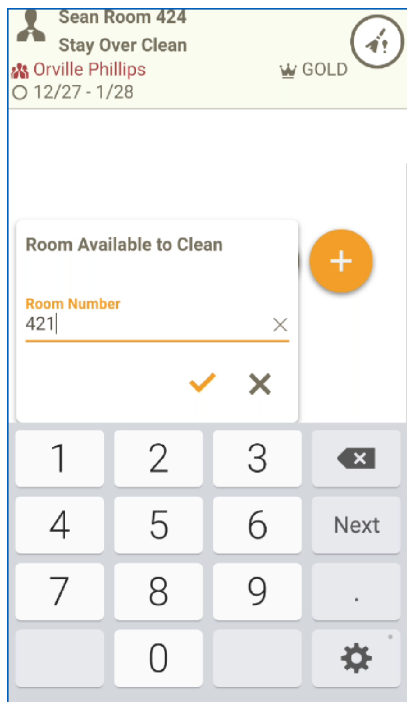 Sean Room 424
Stay Over Clean
Orville Phillips GOLD
12/27 - 1/28
Room Available to Clean
Room Number
421
1 2 3
4 5 6 Next
7 8 9 .
0